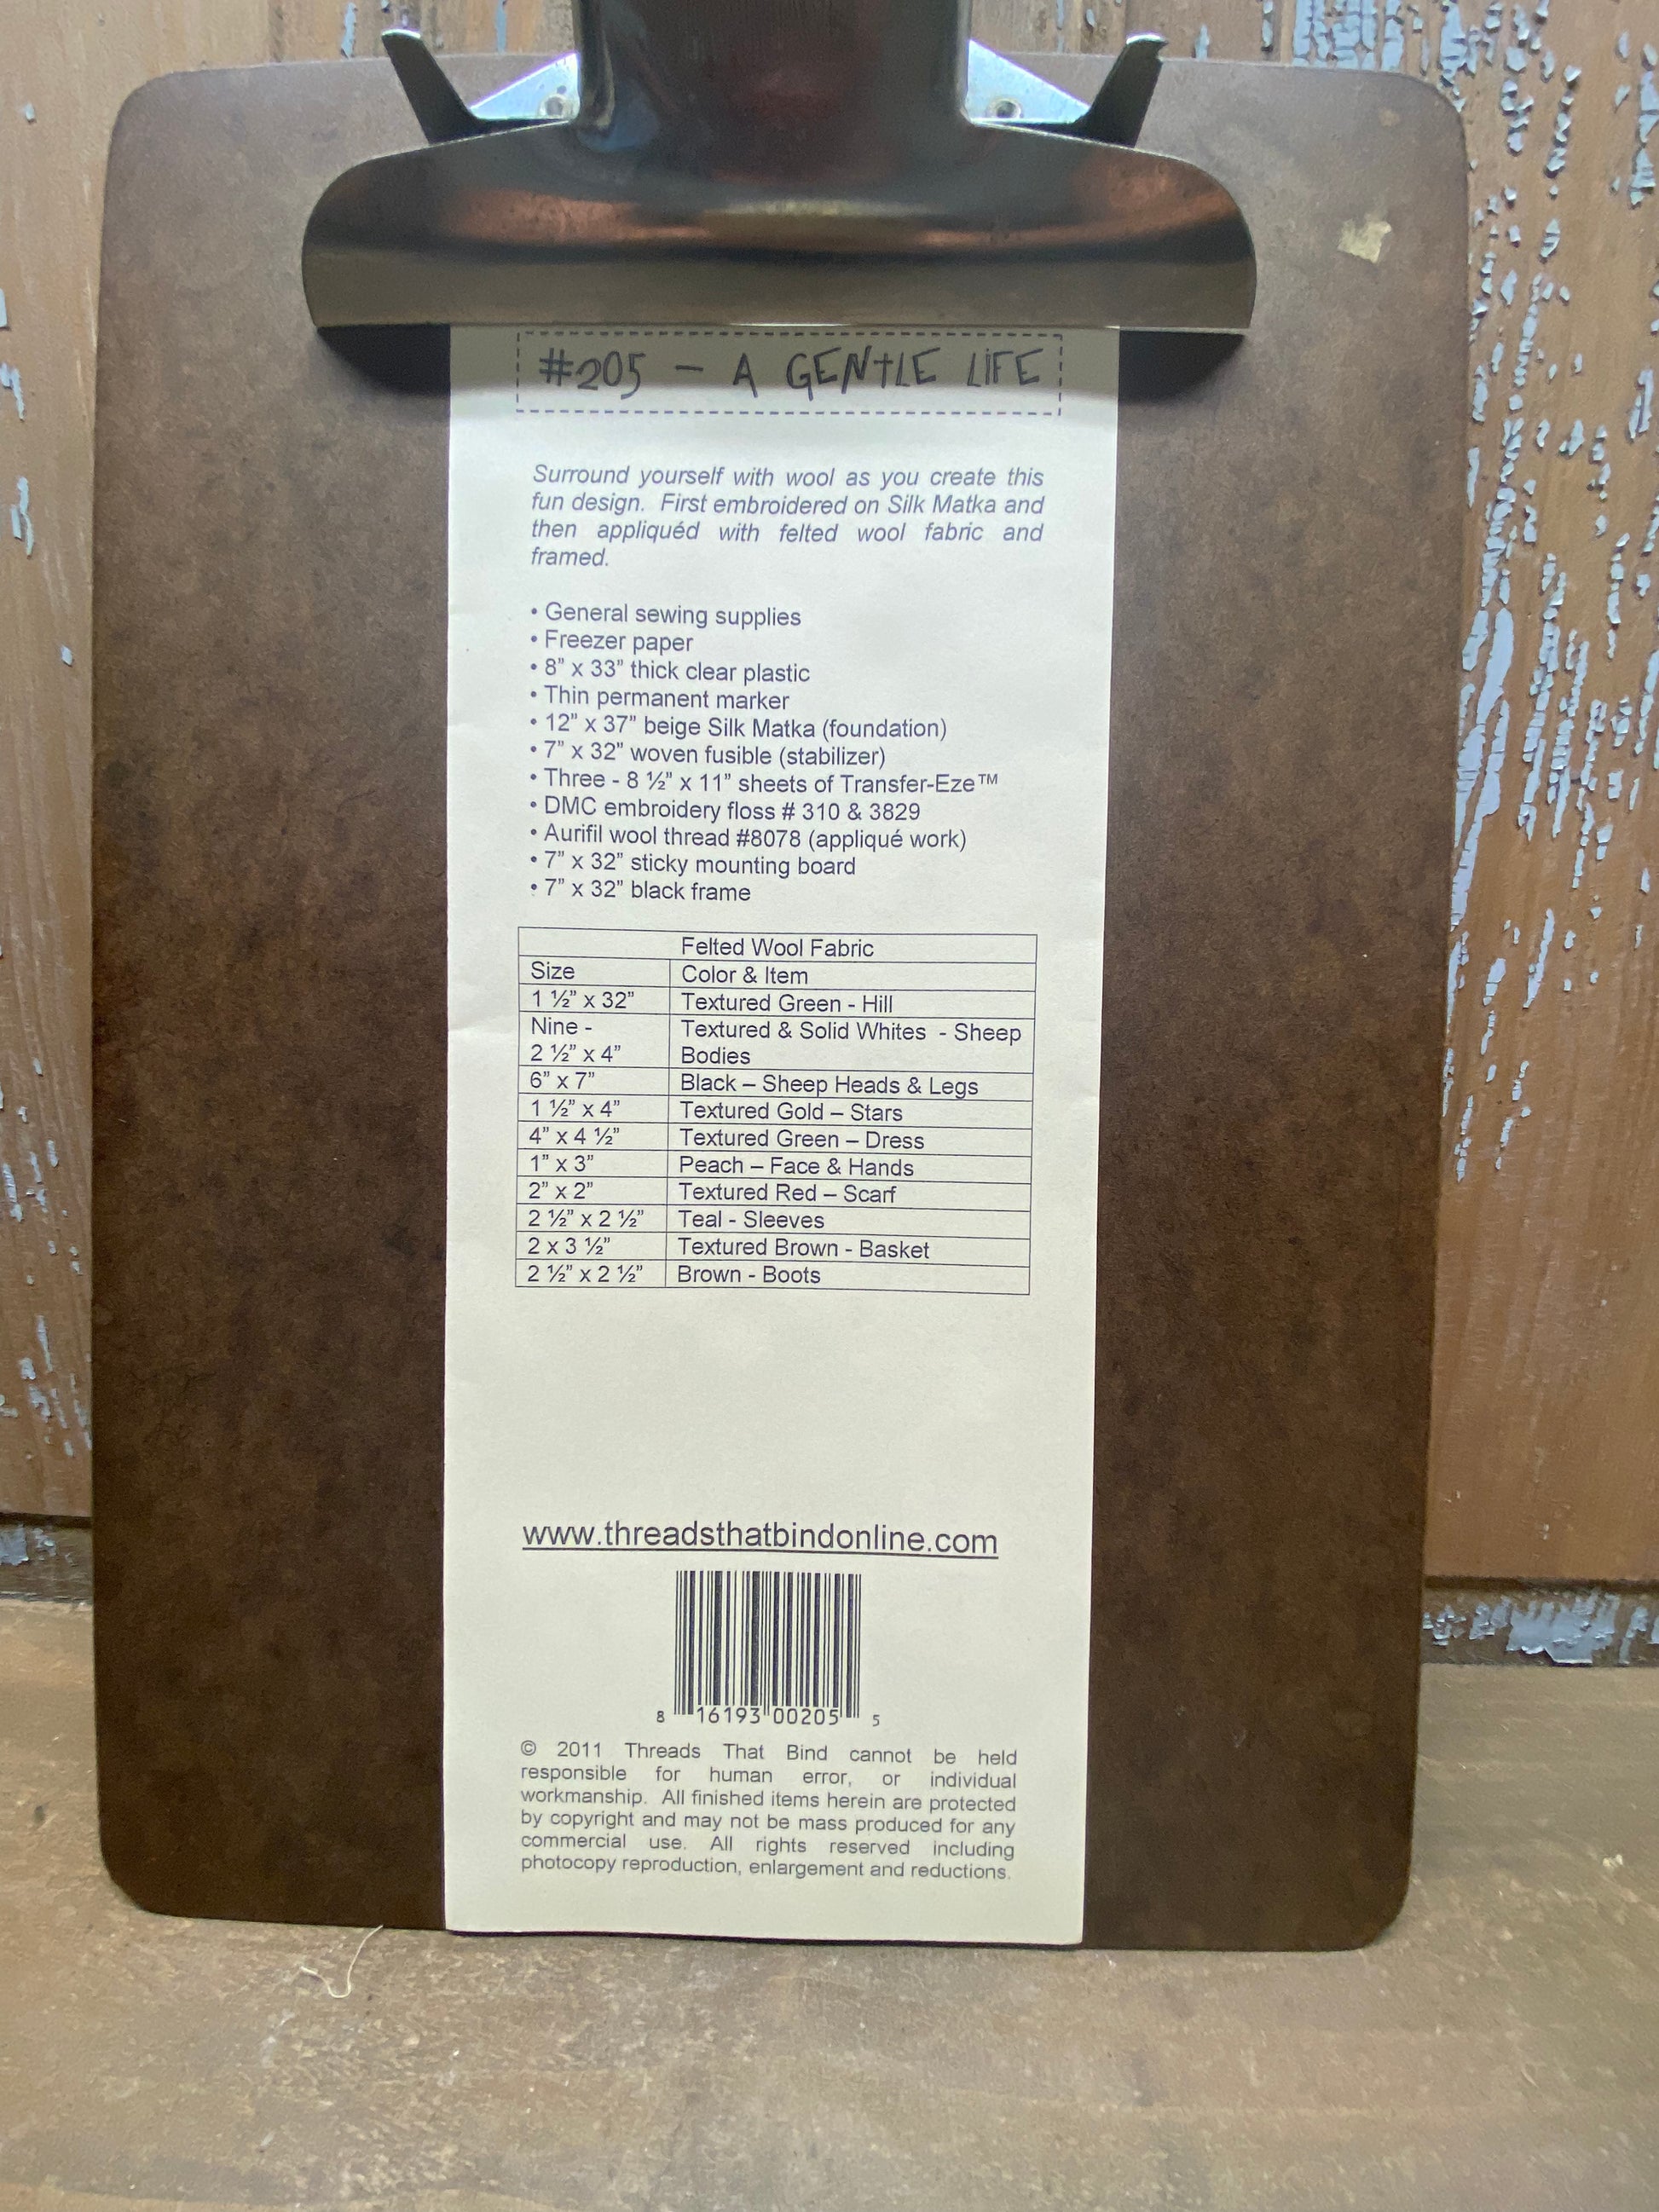 #205 - A GENTLE LIFE
Surround yourself with wool as you create this
fun design. First embroidered on Silk Matka and
then appliquéd with felted wool fabric and
framed.
• General sewing supplies
• Freezer paper
• 8” x 33” thick clear plastic
• Thin permanent marker
• 12” x 37” beige Silk Matka (foundation)
• 7” x 32” woven fusible (stabilizer)
• Three - 8 ½” x 11” sheets of Transfer-Eze™
• DMC embroidery floss # 310 & 3829
• Aurifil wool thread #8078 (appliqué work)
• 7” x 32” sticky mounting board
• 7” x 32” black frame
Felted Wool Fabric
Size Color & Item
1 ½” x 32” Textured Green - Hill
Nine - Textured & Solid Whites - Sheep
2 ½” x 4” Bodies
6” x 7” Black – Sheep Heads & Legs
1 ½” x 4” Textured Gold – Stars
4” x 4 ½” Textured Green – Dress
1” x 3” Peach – Face & Hands
2” x 2” Textured Red – Scarf
2 ½” x 2 ½” Teal - Sleeves
2 x 3 ½” Textured Brown - Basket
2 ½” x 2 ½” Brown - Boots
www.threadsthatbindonline.com
8 16193 00205 5
© 2011 Threads That Bind cannot be held
responsible for human error, or individual
workmanship. All finished items herein are protected
by copyright and may not be mass produced for any
commercial use. All rights reserved including
photocopy reproduction, enlargement and reductions.